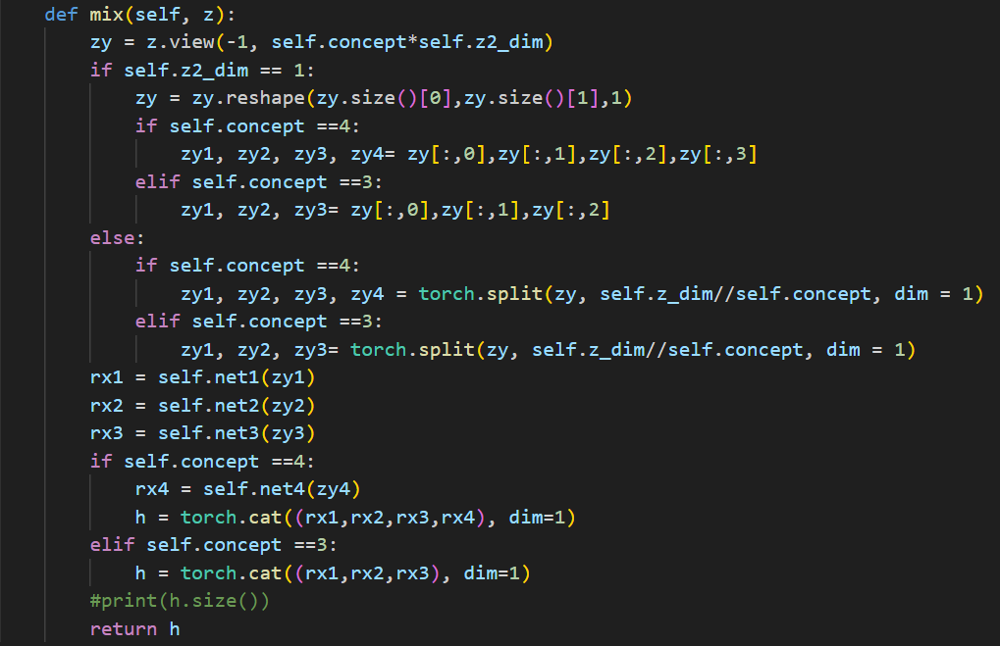 def mix(self, z):
    zy = z.view(-1, self.concept*self.z2_dim)
    if self.z2_dim == 1:
        zy = zy.reshape(zy.size()[0],zy.size()[1],1)
        if self.concept ==4:
            zy1, zy2, zy3, zy4= zy[:,0],zy[:,1],zy[:,2],zy[:,3]
        elif self.concept ==3:
            zy1, zy2, zy3= zy[:,0],zy[:,1],zy[:,2]
    else:
        if self.concept ==4:
            zy1, zy2, zy3, zy4 = torch.split(zy, self.z_dim//self.concept, dim = 1)
        elif self.concept ==3:
            zy1, zy2, zy3= torch.split(zy, self.z_dim//self.concept, dim = 1)
    rx1 = self.net1(zy1)
    rx2 = self.net2(zy2)
    rx3 = self.net3(zy3)
    if self.concept ==4:
        rx4 = self.net4(zy4)
        h = torch.cat((rx1,rx2,rx3,rx4), dim=1)
    elif self.concept ==3:
        h = torch.cat((rx1,rx2,rx3), dim=1)
    #print(h.size())
    return h